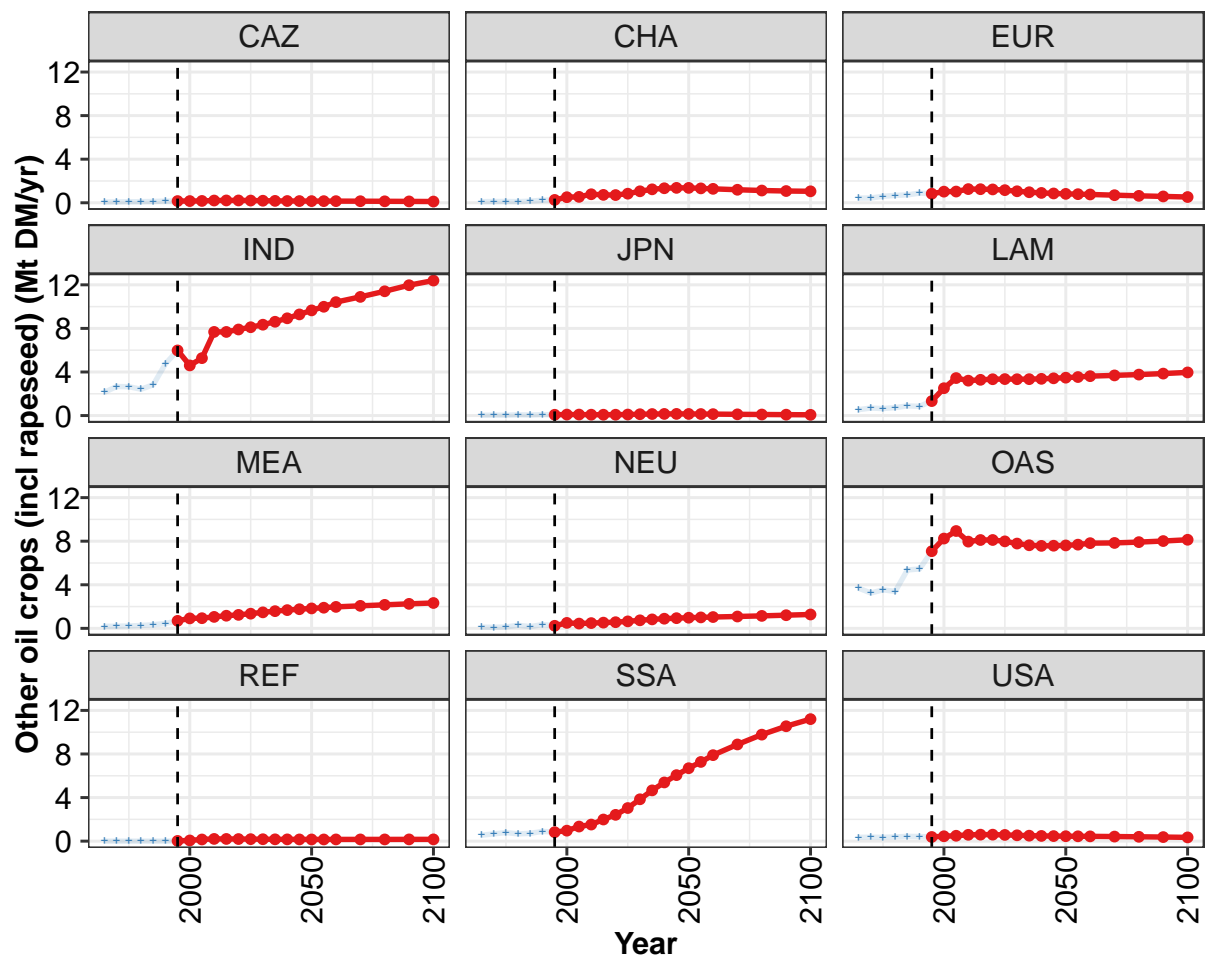 Other oil crops (incl rapeseed) (Mt DM/yr)
CAZ
CHA
EUR
12
8
4
0
IND
JPN
LAM
12
8
4
0
MEA
NEU
OAS
12
8
4
0
REF
SSA
USA
12
8
4
0
2000
2050
2100
2000
2050
2100
2000
2050
2100
Year